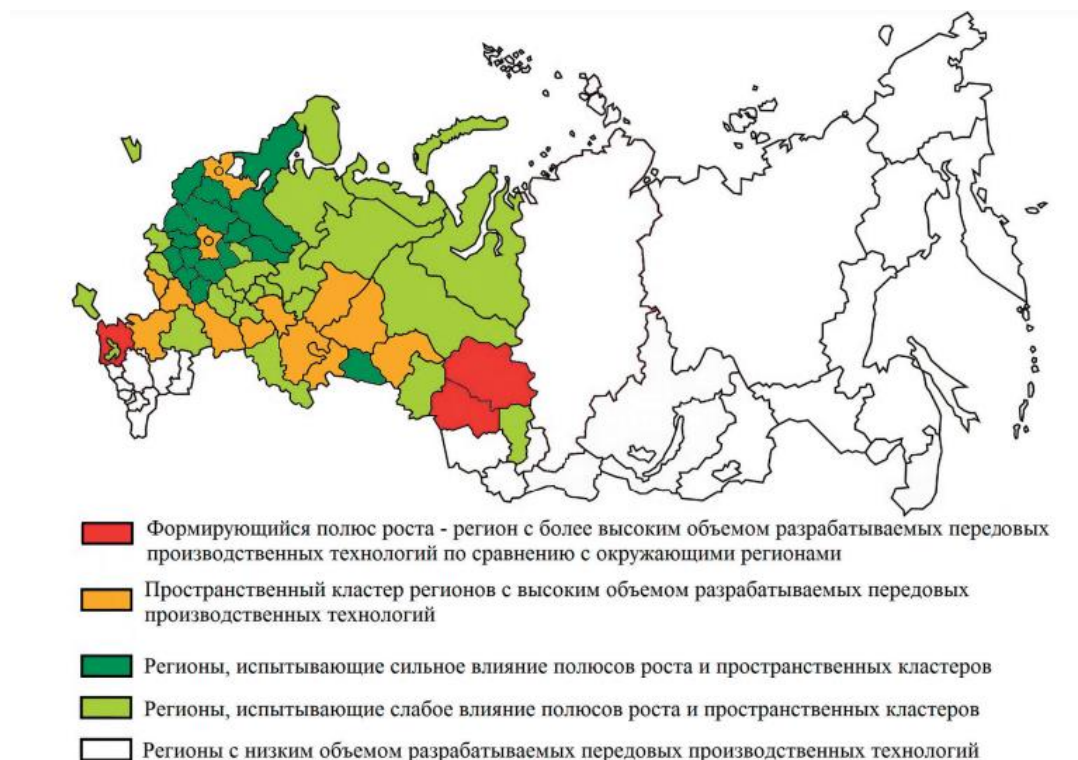 Формирующийся полюс роста - регион с более высоким объемом разрабатываемых передовых
производственных технологий по сравнению с окружающими регионами
Пространственный кластер регионов с высоким объемом разрабатываемых передовых
производственных технологий
Регионы, испытывающие сильное влияние полюсов роста и пространственных кластеров
Регионы, испытывающие слабое влияние полюсов роста и пространственных кластеров
Регионы с низким объемом разрабатываемых передовых производственных технологий